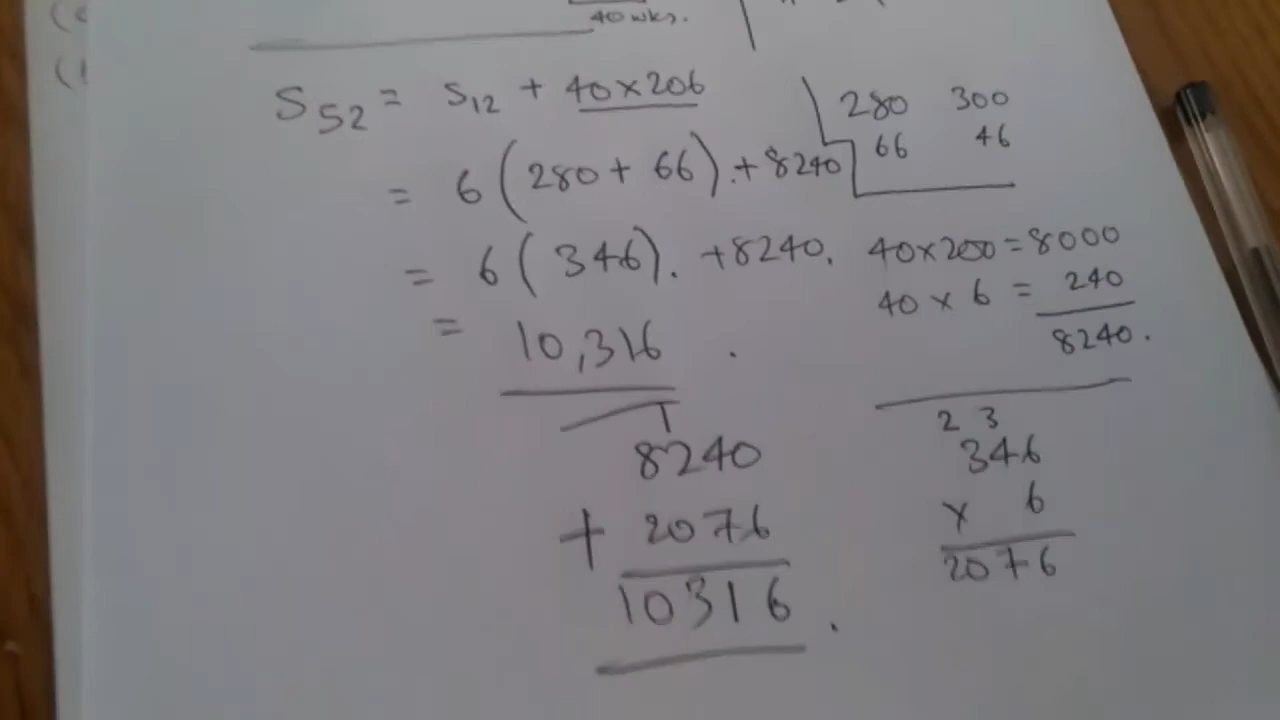 40 wks.
S52 = S12 + 40×206
280 300
66 46
= 6(280+ 66).+8240
= 6(346). +8240.
40×200=8000
40 × 6 = 240
8240.
= 10,316.
8240
+ 2076
10316.
2 3
346
× 6
2076